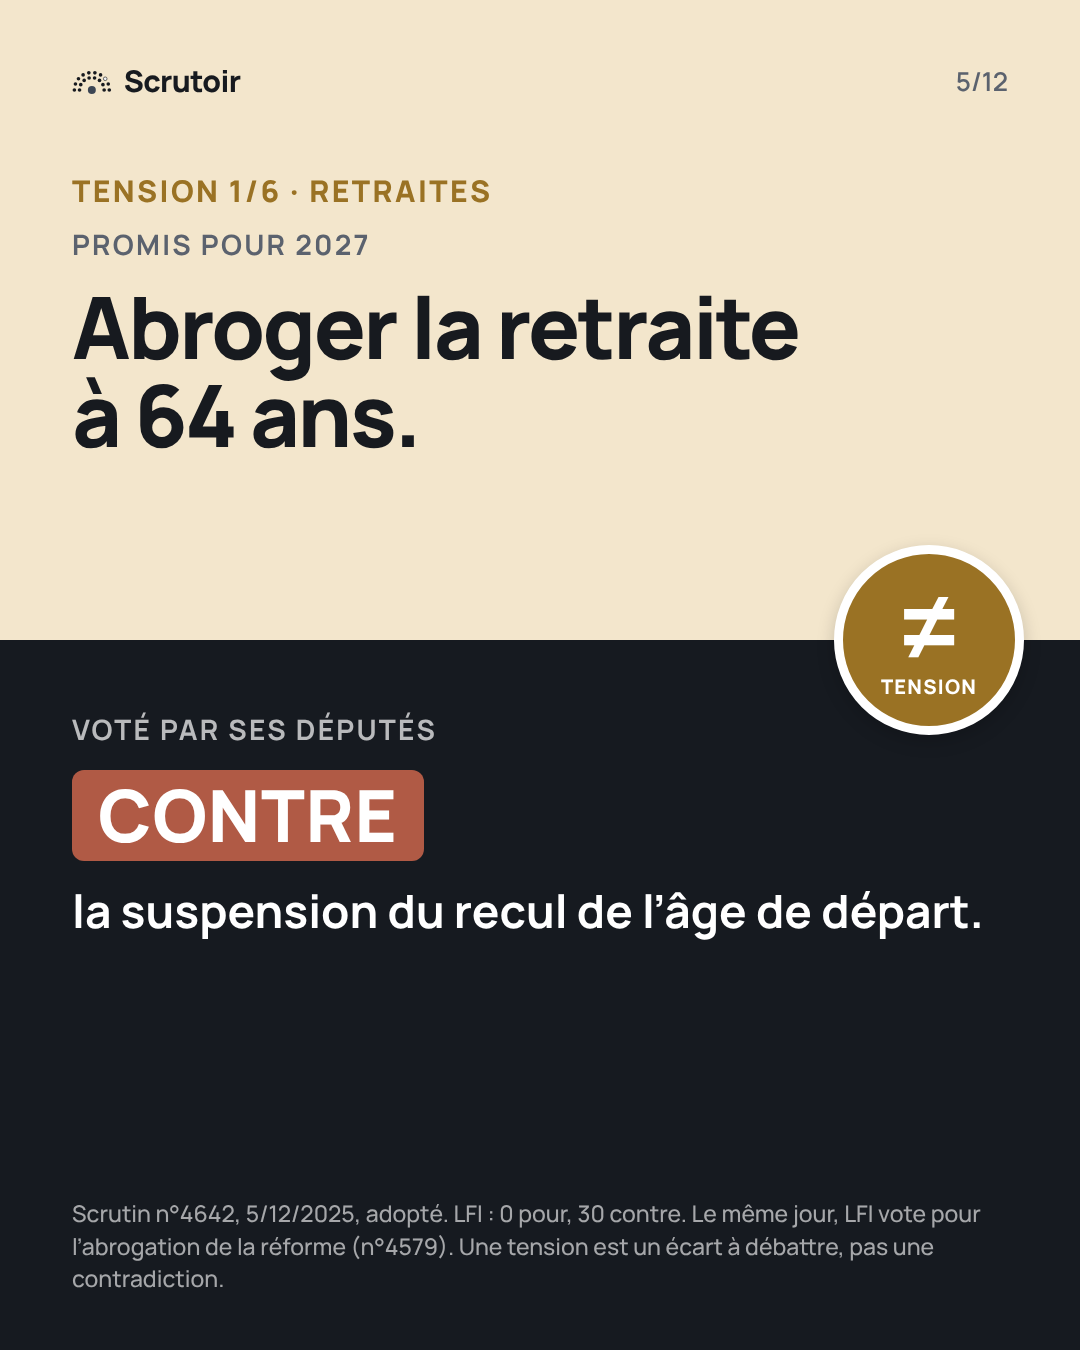 Scrutoir
5/12
TENSION 1/6 · RETRAITES
PROMIS POUR 2027
Abroger la retraite
à 64 ans.
≠
TENSION
VOTÉ PAR SES DÉPUTÉS
CONTRE
la suspension du recul de l’âge de départ.
Scrutin n°4642, 5/12/2025, adopté. LFI : 0 pour, 30 contre. Le même jour, LFI vote pour
l’abrogation de la réforme (n°4579). Une tension est un écart à débattre, pas une
contradiction.